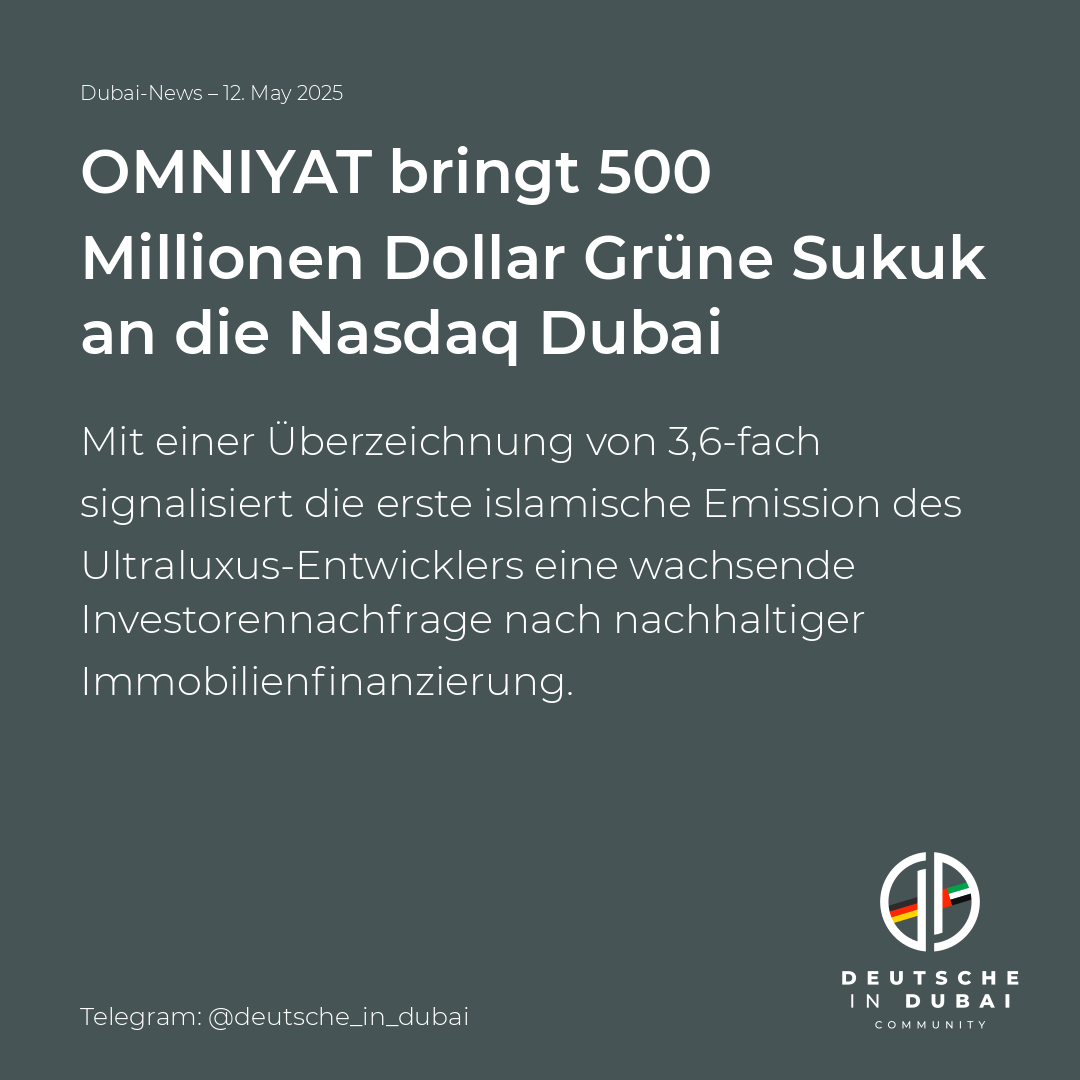 Dubai-News – 12. May 2025
OMNIYAT bringt 500
Millionen Dollar Grüne Sukuk
an die Nasdaq Dubai
Mit einer Überzeichnung von 3,6-fach
signalisiert die erste islamische Emission des
Ultraluxus-Entwicklers eine wachsende
Investorennachfrage nach nachhaltiger
Immobilienfinanzierung.
DEUTSCHE
IN DUBAI
COMMUNITY
Telegram: @deutsche_in_dubai